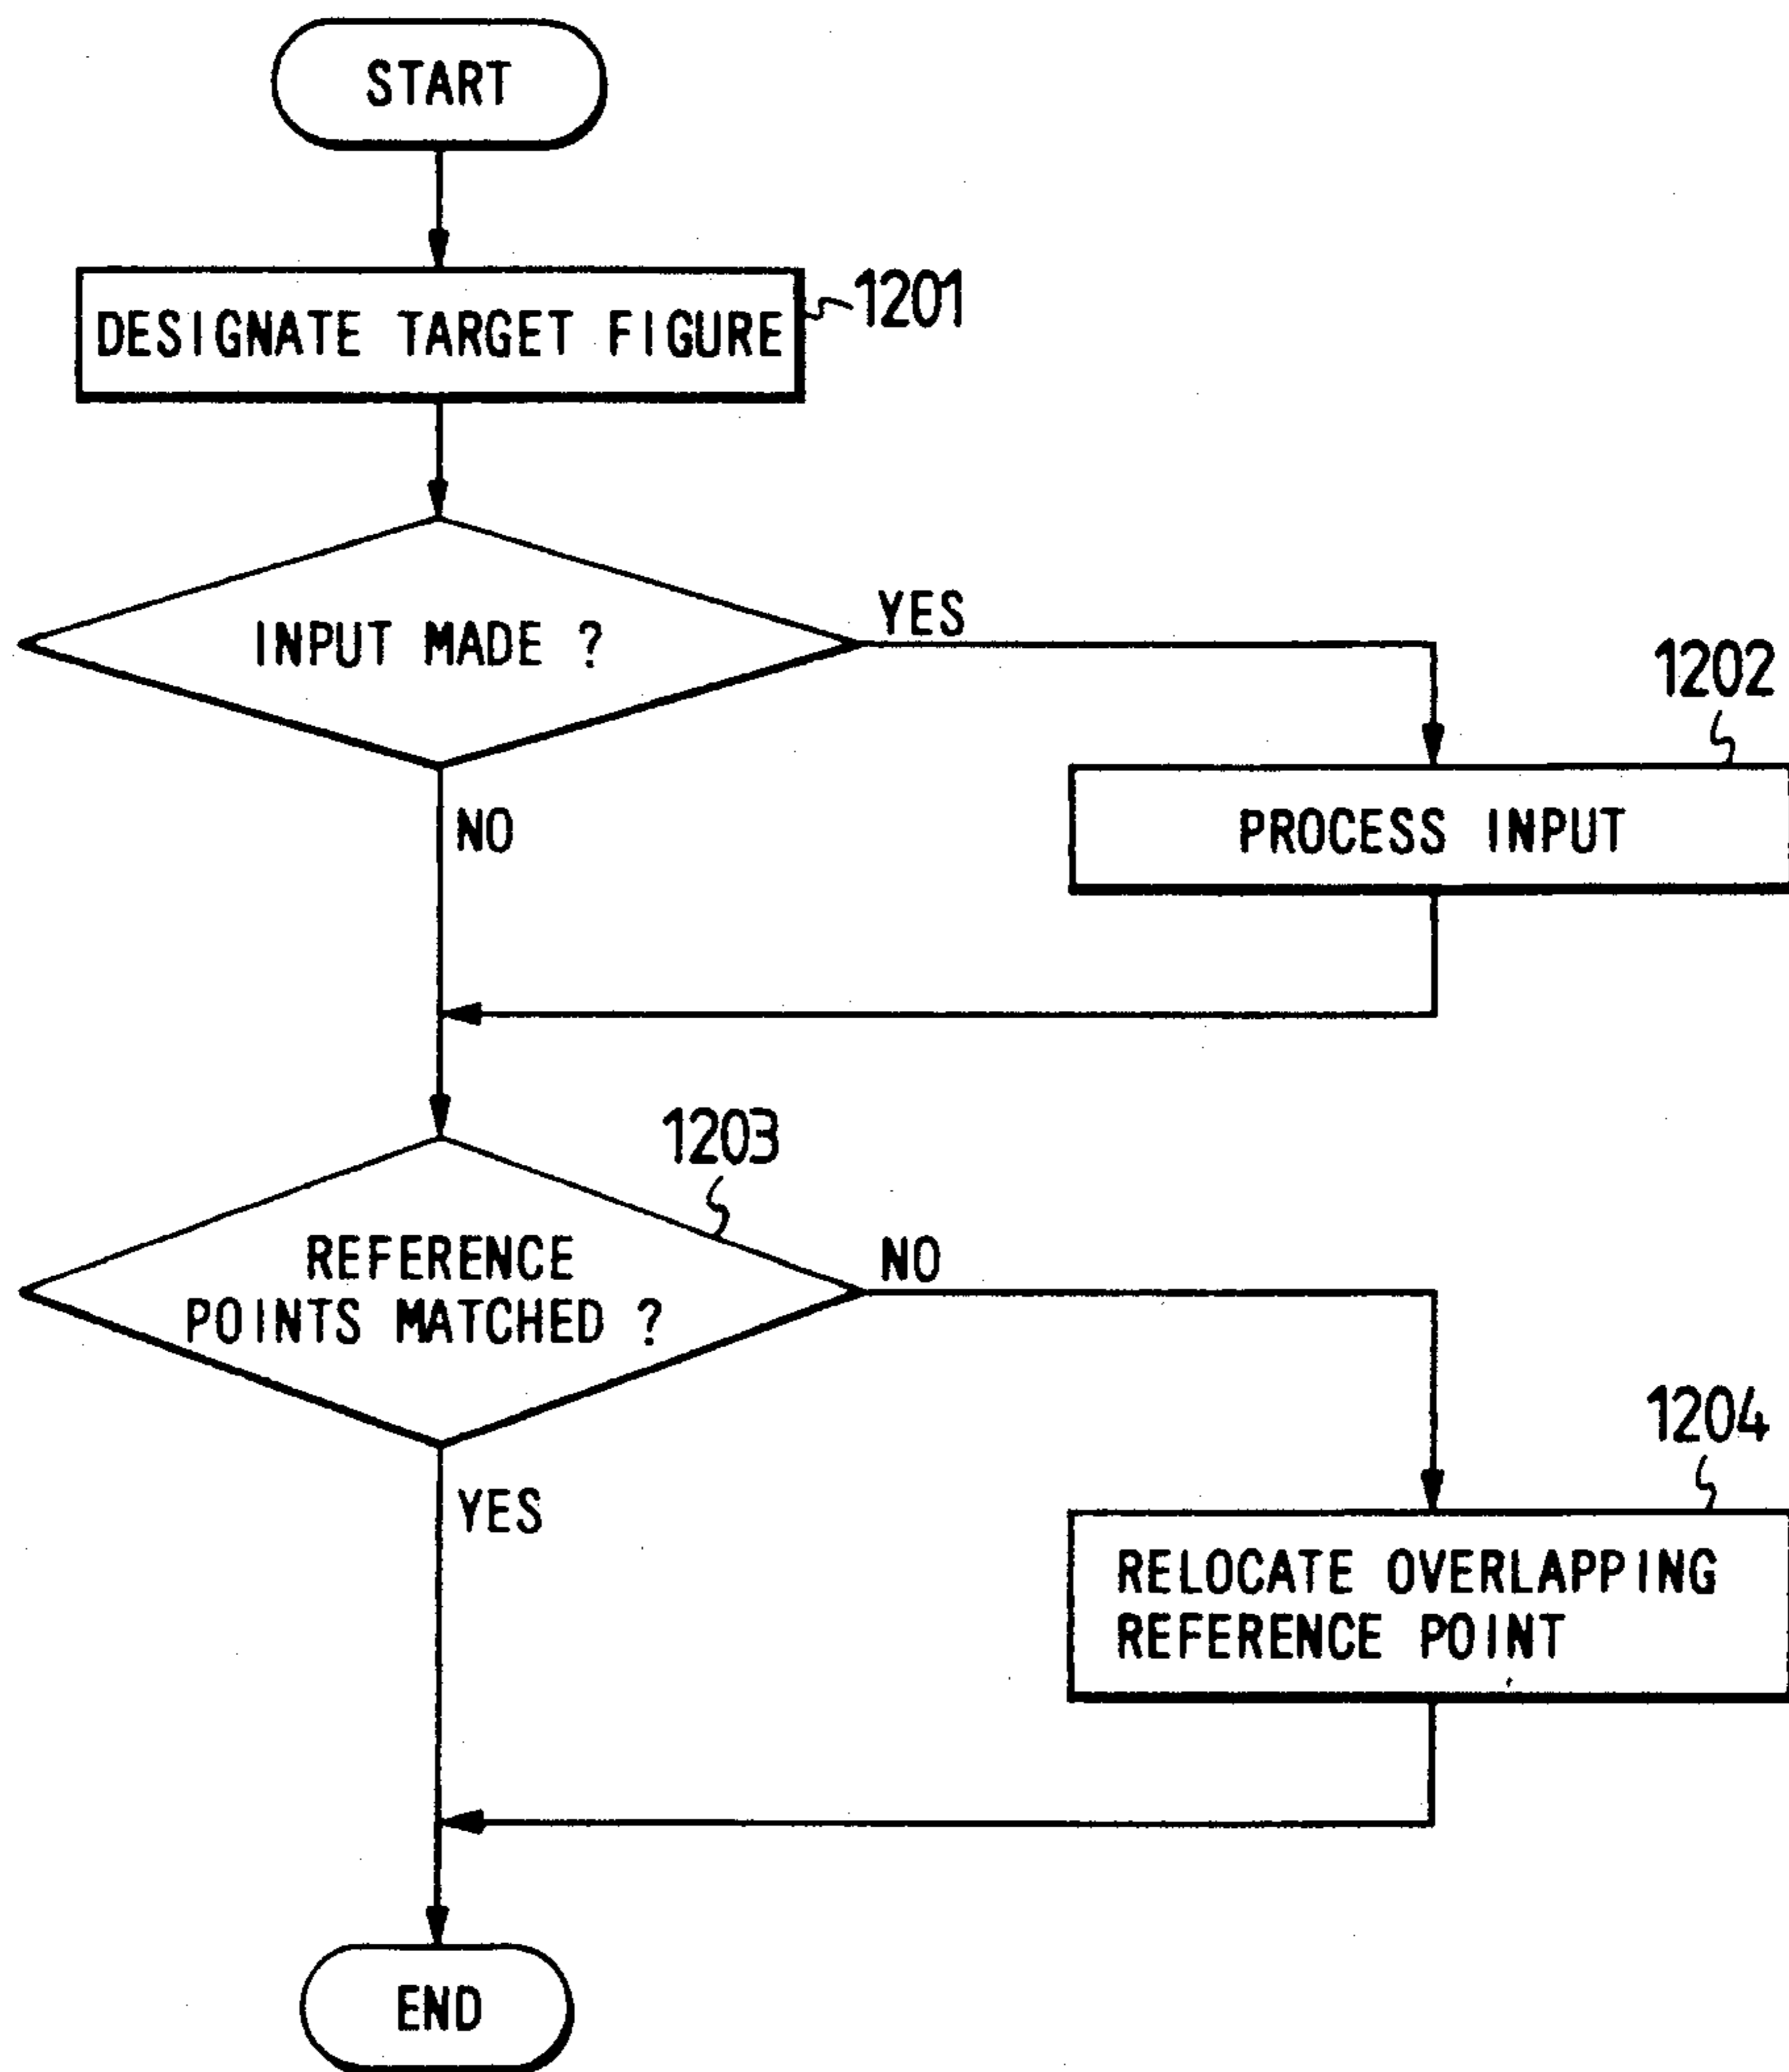 START
DESIGNATE TARGET FIGURE
1201
INPUT MADE ?
YES
1202
PROCESS INPUT
NO
1203
REFERENCE
POINTS MATCHED ?
NO
1204
RELOCATE OVERLAPPING
REFERENCE POINT
YES
END